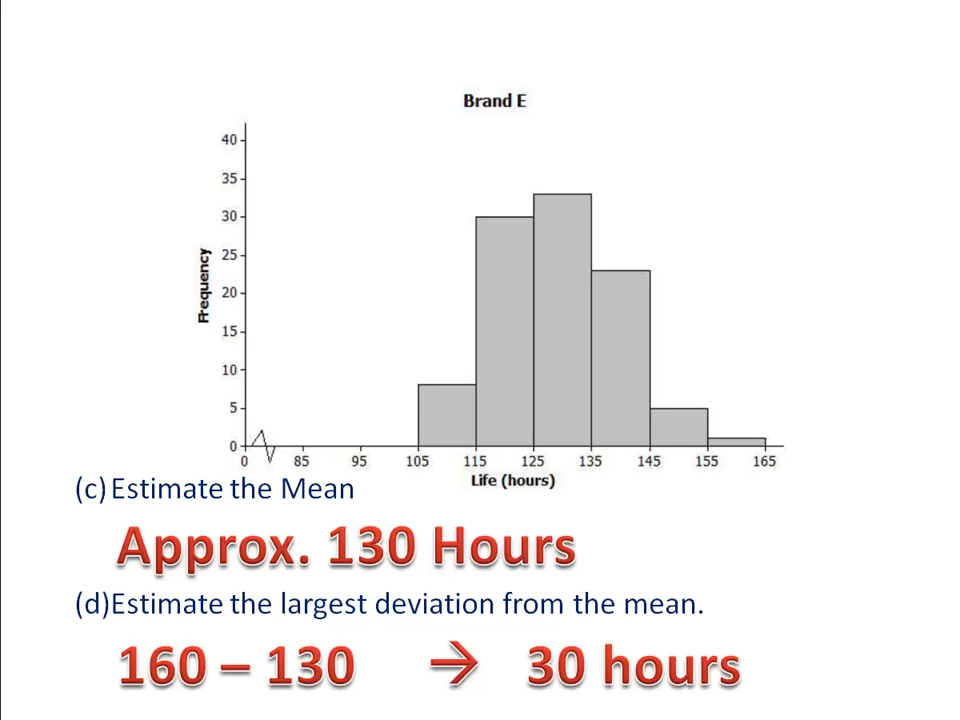 Brand E
40
35
30
25
20
15
10
5
0
Frequency
0 85 95 105 115 125 135 145 155 165
Life (hours)
(c) Estimate the Mean
Approx. 130 Hours
(d)Estimate the largest deviation from the mean.
160 – 130 → 30 hours